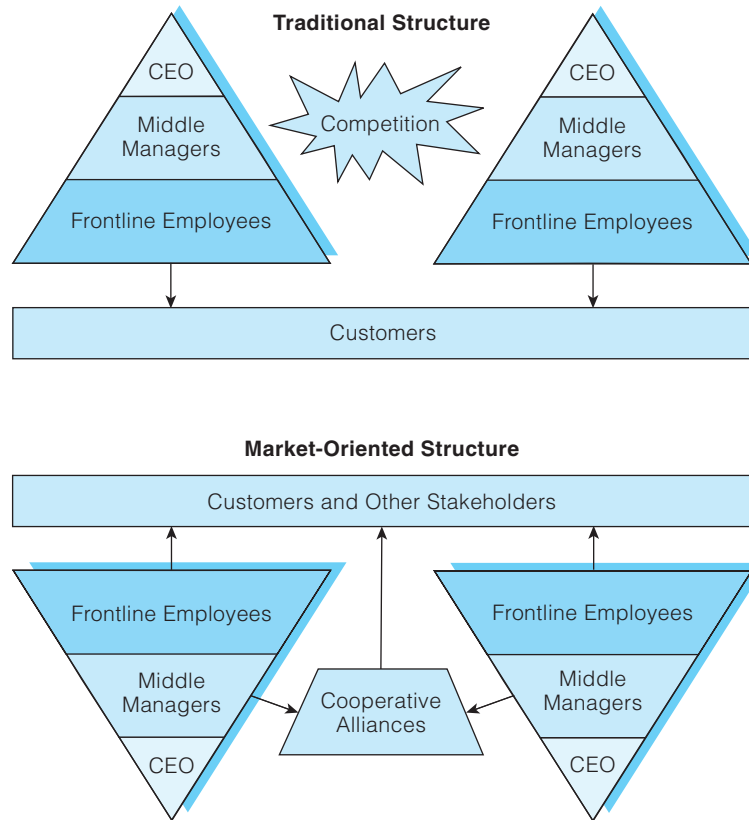 Traditional Structure
CEO
Middle
Managers
Frontline Employees
Competition
CEO
Middle
Managers
Frontline Employees
Customers
Market-Oriented Structure
Customers and Other Stakeholders
Frontline Employees
Middle
Managers
CEO
Cooperative
Alliances
Frontline Employees
Middle
Managers
CEO